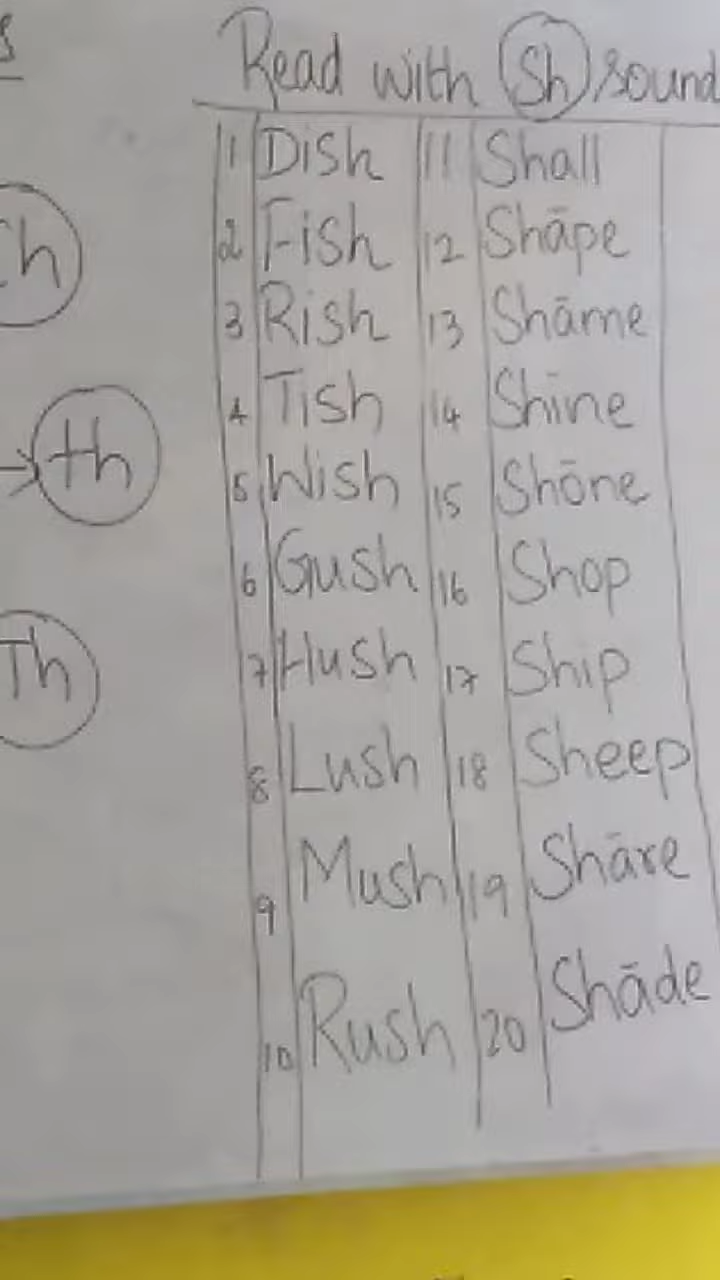 Read with Sh sound
1 Dish 11 Shall
2 Fish 12 Shāpe
3 Rish 13 Shāme
4 Tish 14 Shīne
5 Wish 15 Shōne
6 Gush 16 Shop
7 Hush 17 Ship
8 Lush 18 Sheep
9 Mush 19 Shāre
10 Rush 20 Shāde
th
Th